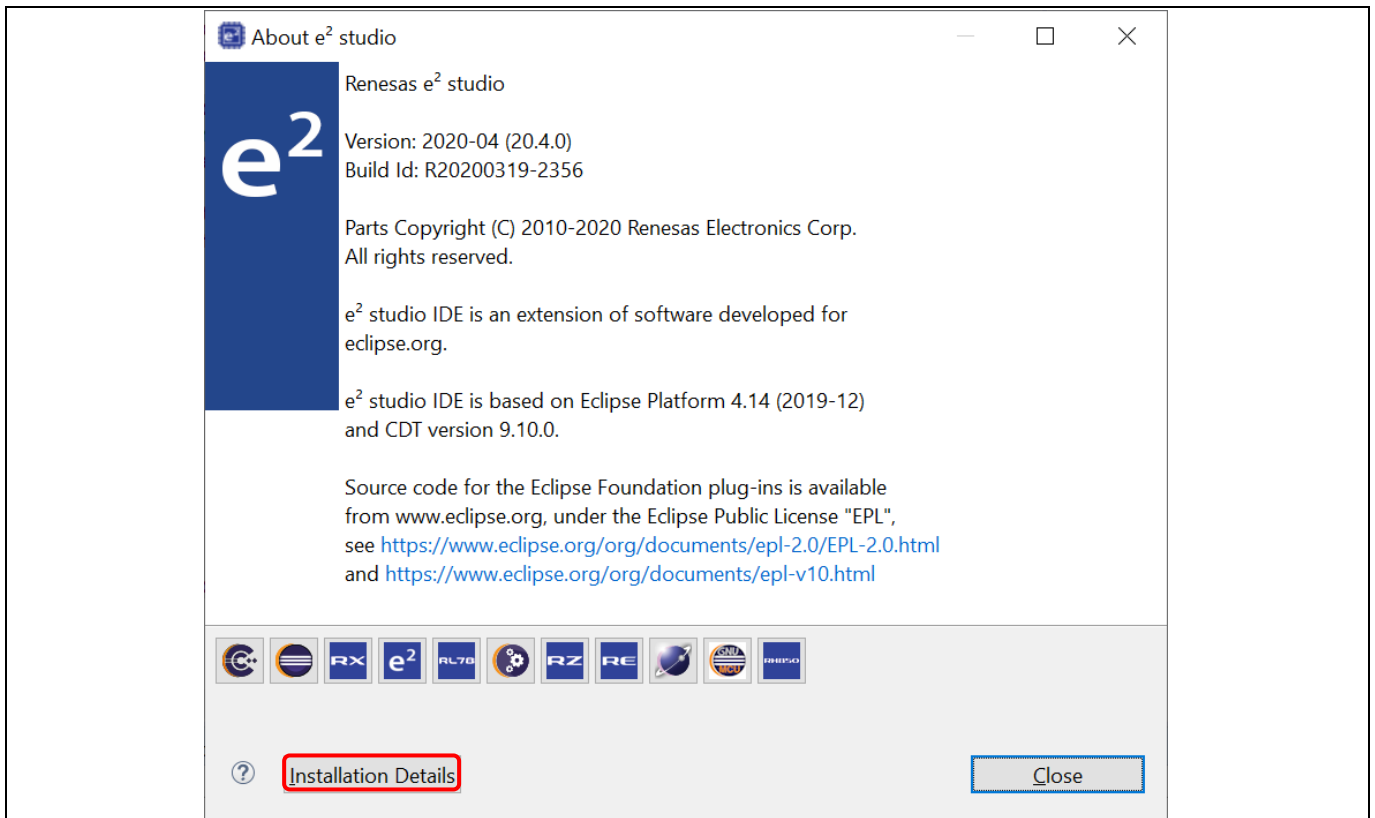 About e² studio
Renesas e² studio
e²
Version: 2020-04 (20.4.0)
Build Id: R20200319-2356
Parts Copyright (C) 2010-2020 Renesas Electronics Corp.
All rights reserved.
e² studio IDE is an extension of software developed for
eclipse.org.
e² studio IDE is based on Eclipse Platform 4.14 (2019-12)
and CDT version 9.10.0.
Source code for the Eclipse Foundation plug-ins is available
from www.eclipse.org, under the Eclipse Public License "EPL",
see https://www.eclipse.org/org/documents/epl-2.0/EPL-2.0.html
and https://www.eclipse.org/org/documents/epl-v10.html
RX e² RL78 RZ RE GNU MCU RH850
? Installation Details Close